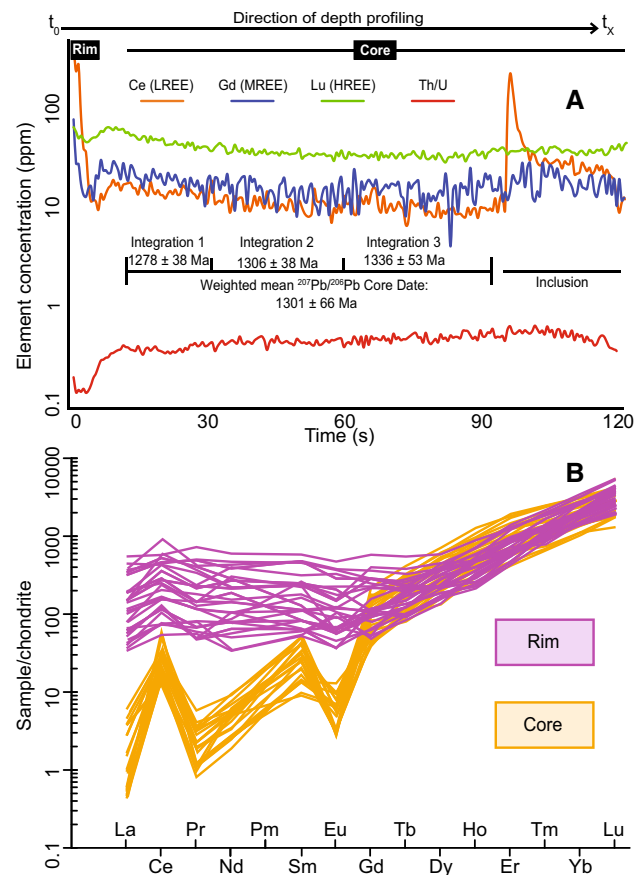 Direction of depth profiling
t₀ tₓ
Rim Core
Ce (LREE) Gd (MREE) Lu (HREE) Th/U
A
Element concentration (ppm)
100
10
1
0.1
Integration 1 Integration 2 Integration 3
1278 ± 38 Ma 1306 ± 38 Ma 1336 ± 53 Ma
Weighted mean ²⁰⁷Pb/²⁰⁶Pb Core Date:
1301 ± 66 Ma
Inclusion
0 30 60 90 120
Time (s)
B
Sample/chondrite
10000
1000
100
10
1
0.1
Rim
Core
La Pr Pm Eu Tb Ho Tm Lu
Ce Nd Sm Gd Dy Er Yb